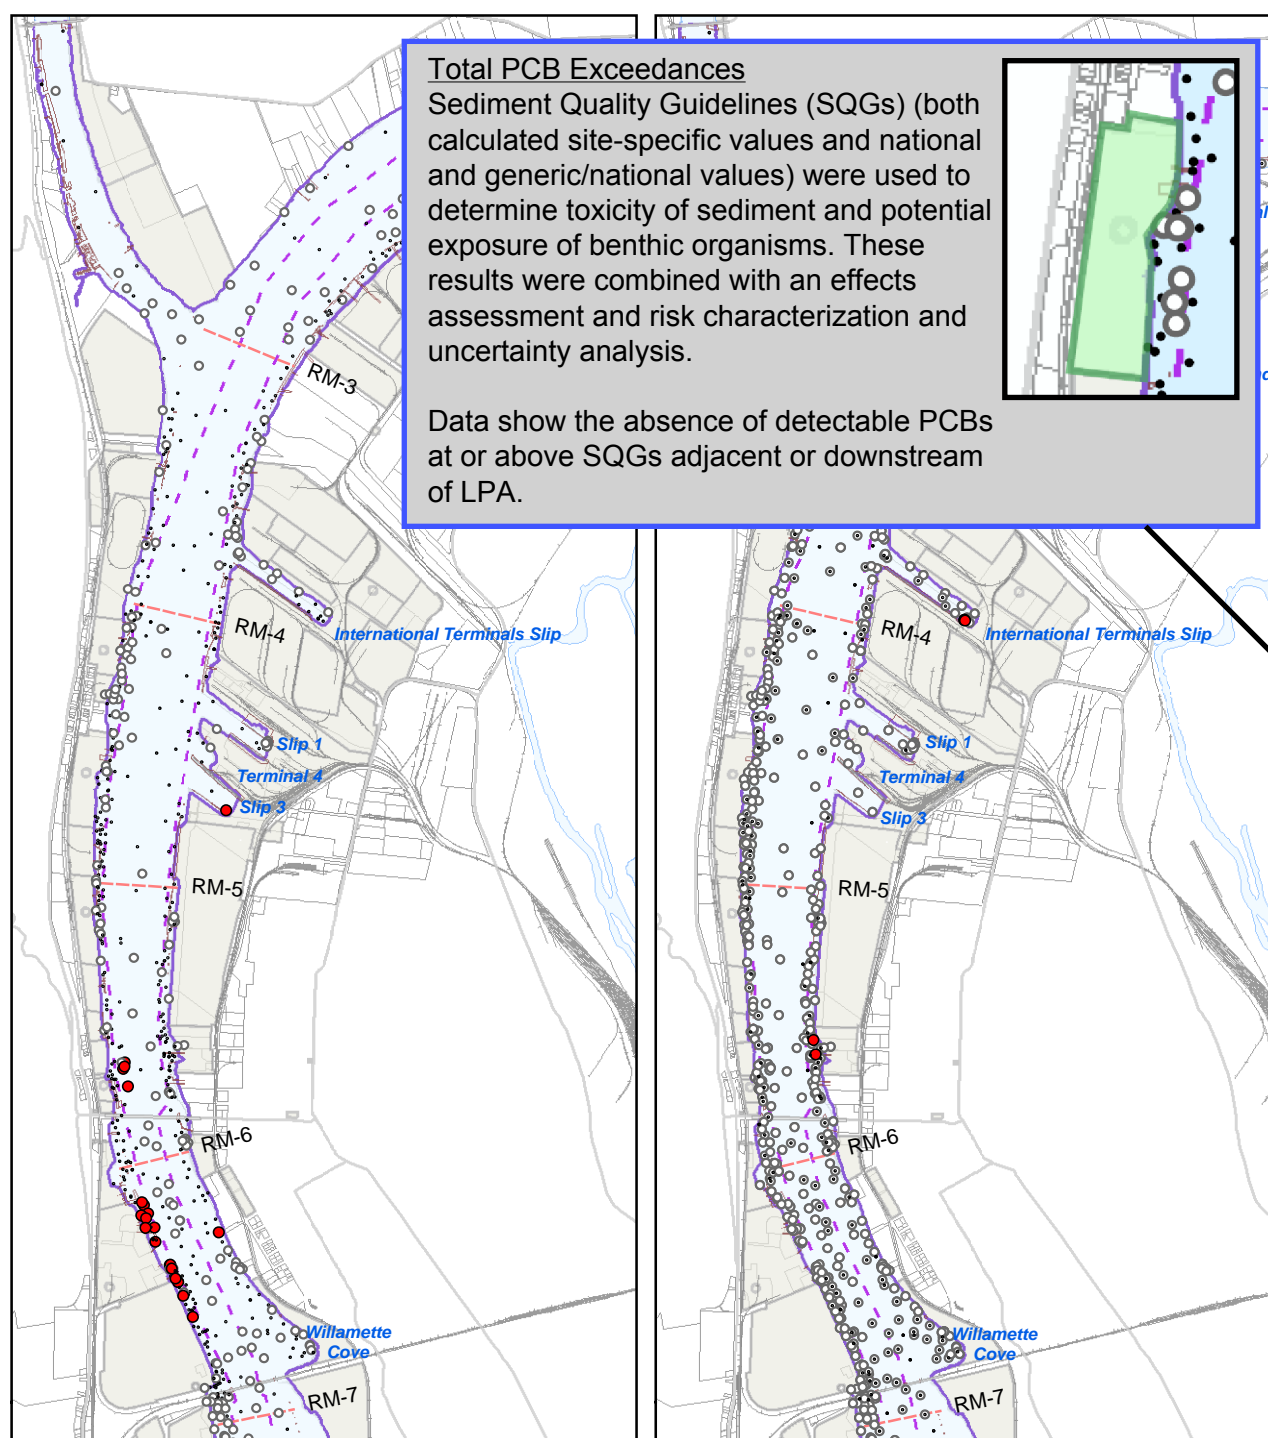 Total PCB Exceedances
Sediment Quality Guidelines (SQGs) (both
calculated site-specific values and national
and generic/national values) were used to
determine toxicity of sediment and potential
exposure of benthic organisms. These
results were combined with an effects
assessment and risk characterization and
uncertainty analysis.
Data show the absence of detectable PCBs
at or above SQGs adjacent or downstream
of LPA.
RM-3
RM-4
International Terminals Slip
Slip 1
Terminal 4
Slip 3
RM-5
RM-6
Willamette
Cove
RM-7
RM-4
International Terminals Slip
Slip 1
Terminal 4
Slip 3
RM-5
RM-6
Willamette
Cove
RM-7